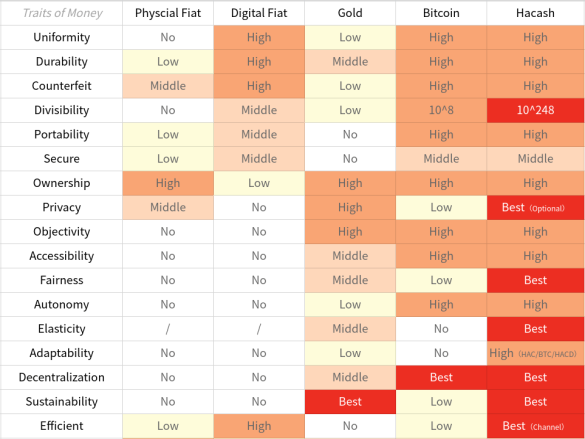 Traits of Money Physcial Fiat Digital Fiat Gold Bitcoin Hacash
Uniformity No High Low High High
Durability Low High Middle High High
Counterfeit Middle High Low High High
Divisibility No Middle Low 10^8 10^248
Portability Low Middle No High High
Secure Low Middle No Middle Middle
Ownership High Low High High High
Privacy Middle No High Low Best (Optional)
Objectivity No No High High High
Accessibility No No Middle High High
Fairness No No Middle Low Best
Autonomy No No Low High High
Elasticity / / Middle No Best
Adaptability No No Low No High (HAC/BTC/HACD)
Decentralization No No Middle Best Best
Sustainability No No Best Low Best
Efficient Low High No Low Best (Channel)